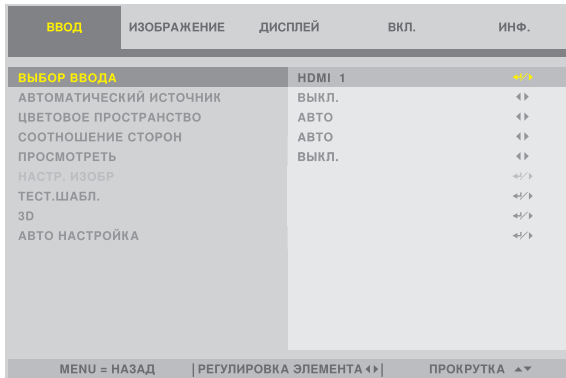 ВВОД ИЗОБРАЖЕНИЕ ДИСПЛЕЙ ВКЛ. ИНФ.
ВЫБОР ВВОДА HDMI 1
АВТОМАТИЧЕСКИЙ ИСТОЧНИК ВЫКЛ.
ЦВЕТОВОЕ ПРОСТРАНСТВО АВТО
СООТНОШЕНИЕ СТОРОН АВТО
ПРОСМОТРЕТЬ ВЫКЛ.
НАСТР. ИЗОБР
ТЕСТ.ШАБЛ.
3D
АВТО НАСТРОЙКА
MENU = НАЗАД |РЕГУЛИРОВКА ЭЛЕМЕНТА| ПРОКРУТКА